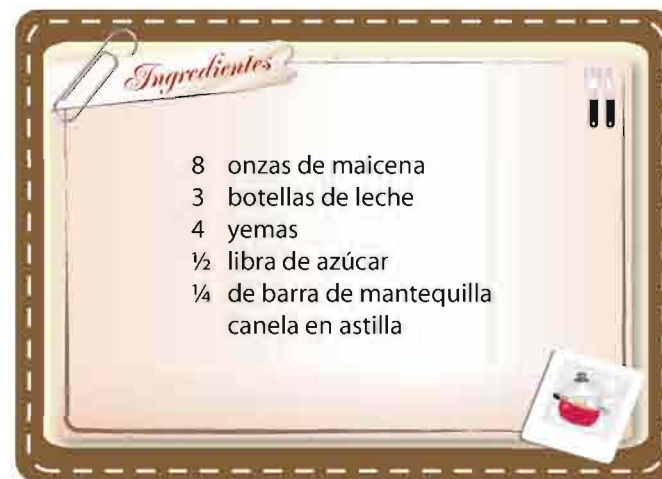 Ingredientes
8 onzas de maicena
3 botellas de leche
4 yemas
½ libra de azúcar
¼ de barra de mantequilla
canela en astilla